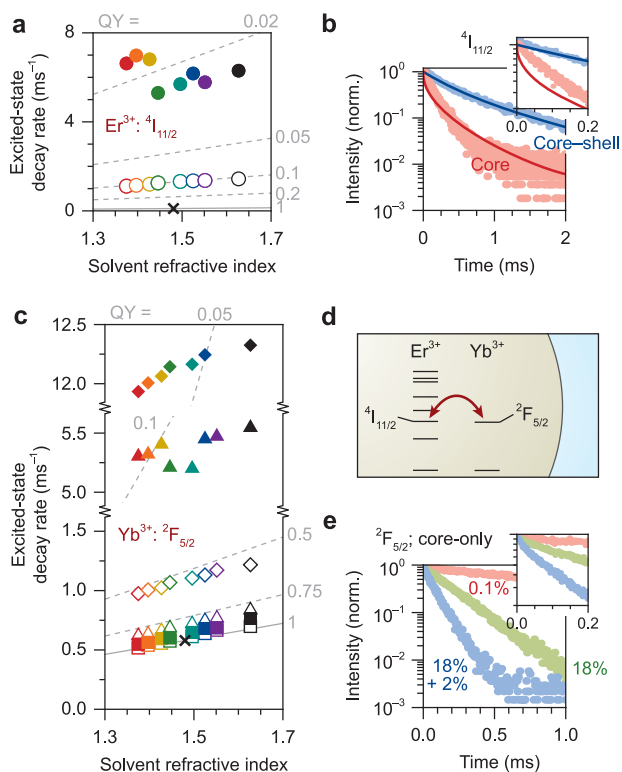 a
QY =
0.02
8
6
4
2
0
Excited-state
decay rate (ms⁻¹)
Er³⁺: ⁴I₁₁/₂
0.05
0.1
0.2
1
1.3
1.5
1.7
Solvent refractive index
b
⁴I₁₁/₂
10⁰
10⁻¹
10⁻²
10⁻³
Intensity (norm.)
Core
Core–shell
0.0
0.2
0
1
2
Time (ms)
c
QY =
0.05
12.5
12.0
5.5
5.0
1.5
1.0
0.5
0.0
Excited-state
decay rate (ms⁻¹)
0.1
Yb³⁺: ²F₅/₂
0.5
0.75
1
1.3
1.5
1.7
Solvent refractive index
d
Er³⁺
Yb³⁺
⁴I₁₁/₂
²F₅/₂
e
²F₅/₂; core-only
10⁰
10⁻¹
10⁻²
10⁻³
Intensity (norm.)
0.1%
18%
+ 2%
18%
0.0
0.2
0.0
0.5
1.0
Time (ms)